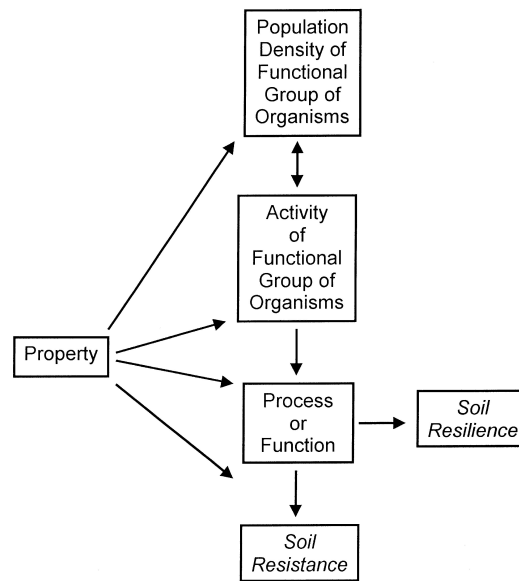 Population
Density of
Functional
Group of
Organisms
Activity
of
Functional
Group of
Organisms
Property
Process
or
Function
Soil
Resilience
Soil
Resistance